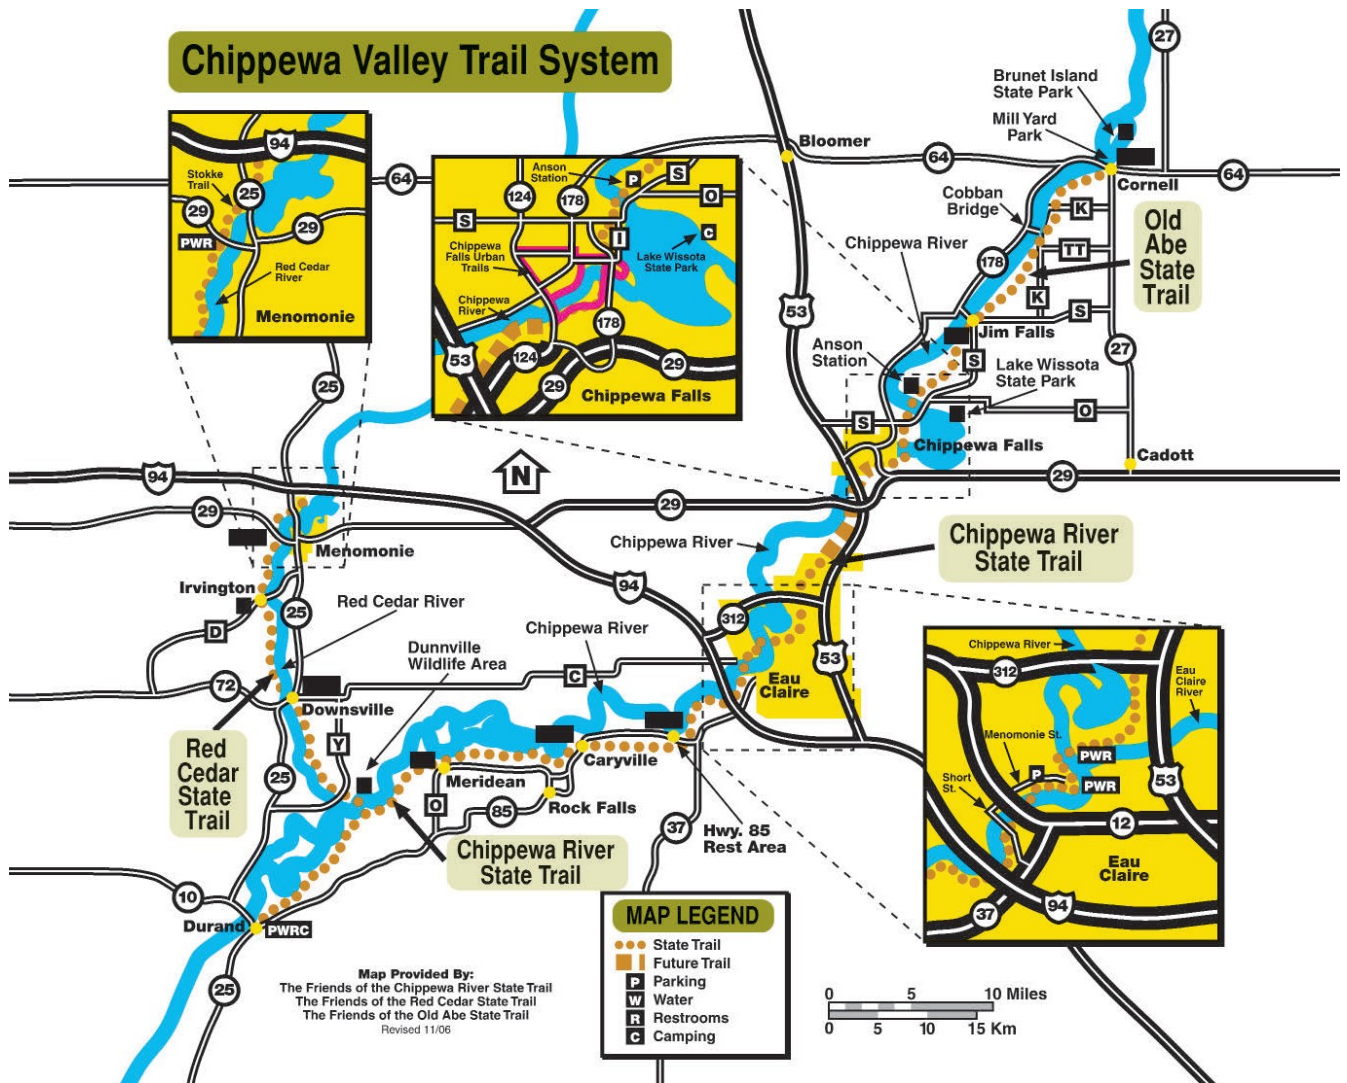 Chippewa Valley Trail System
27
Brunet Island
State Park
Mill Yard
Park
94
Stokke
Trail
25
29
29
PWR
Red Cedar
River
Menomonie
64
Bloomer
64
Cornell
64
Anson
Station
P
S
124
178
O
S
I
C
Chippewa
Falls Urban
Trails
Lake Wissota
State Park
Chippewa
River
178
53
124
29
29
Chippewa Falls
Cobban
Bridge
K
Old
Abe
State
Trail
Chippewa River
TT
178
K
53
S
Jim Falls
Anson
Station
27
S
Lake Wissota
State Park
25
S
O
Chippewa Falls
Cadott
94
N
29
29
29
Menomonie
Chippewa River
Chippewa River
State Trail
Irvington
94
25
Red Cedar River
312
D
Chippewa River
Dunnville
Wildlife Area
53
72
C
Eau
Claire
Downsville
Red
Cedar
State
Trail
Y
Caryville
25
Meridean
O
Rock Falls
85
37
Hwy. 85
Rest Area
Chippewa River
State Trail
10
Durand
PWRC
25
Chippewa River
312
Eau
Claire
River
Menomonie St.
PWR
Short
St.
P
PWR
53
12
Eau
Claire
37
94
MAP LEGEND
State Trail
Future Trail
P Parking
W Water
R Restrooms
C Camping
Map Provided By:
The Friends of the Chippewa River State Trail
The Friends of the Red Cedar State Trail
The Friends of the Old Abe State Trail
Revised 11/06
0 5 10 Miles
0 5 10 15 Km